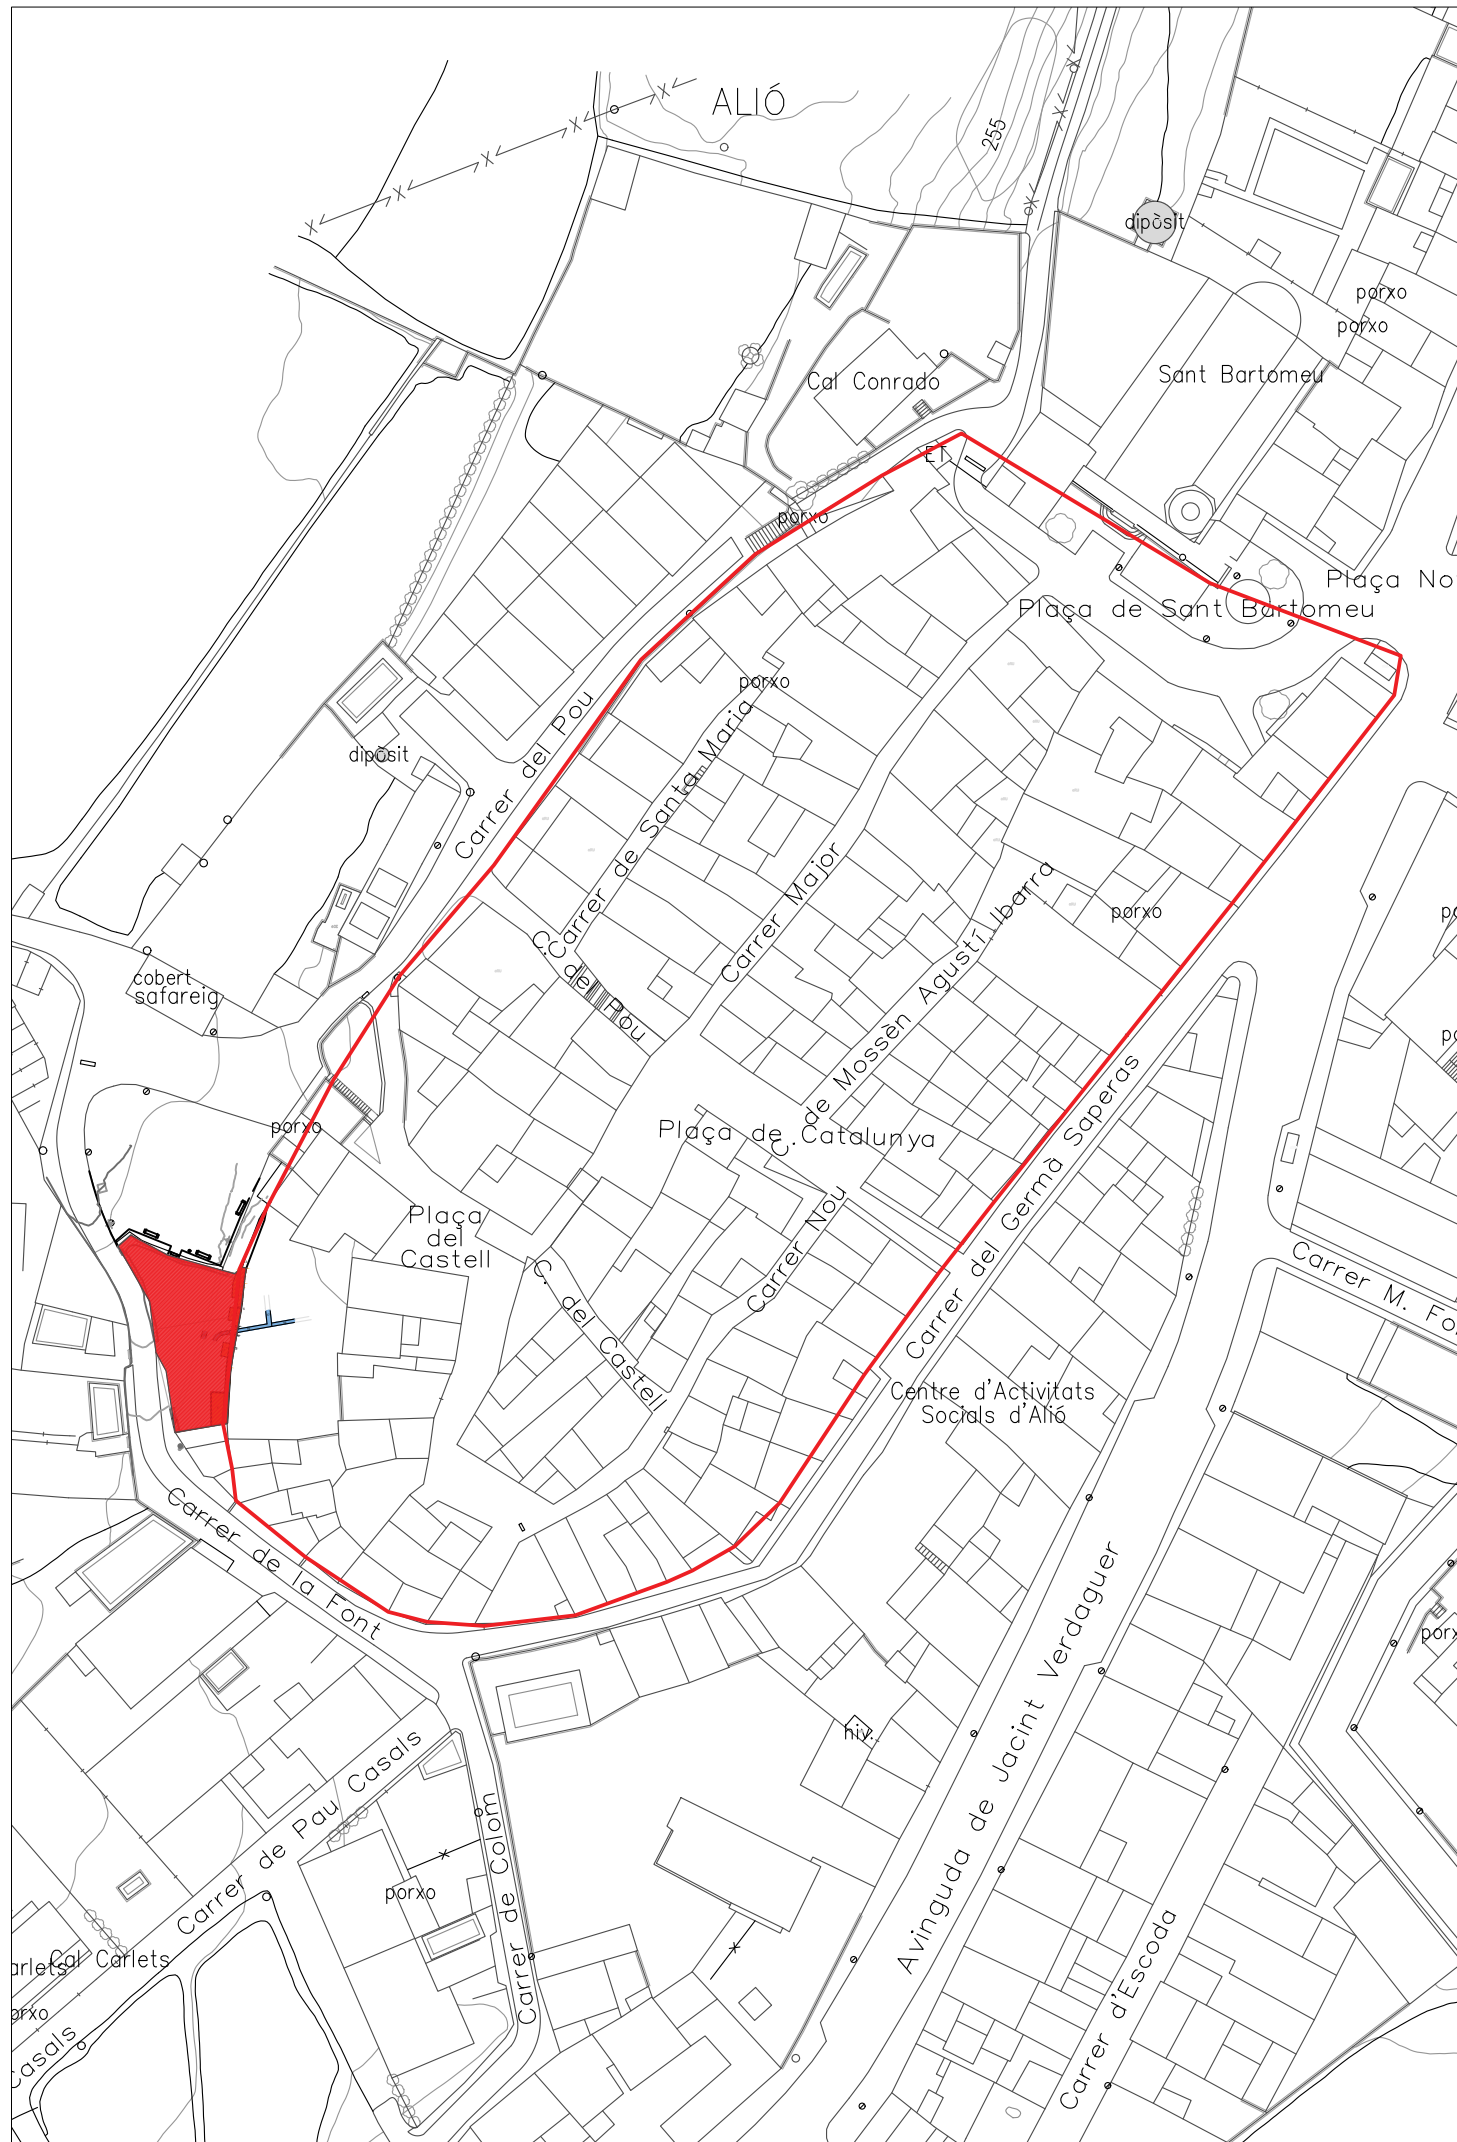 ALIÓ
255
dipòsit
porxo
porxo
Sant Bartomeu
Cal Conrado
ET
porxo
Plaça No
Plaça de Sant Bartomeu
porxo
Carrer del Pou
Carrer de Santa Maria
dipòsit
Carrer Major
C. de Mossèn Agustí Ibarra
porxo
C. del Pou
cobert
safareig
Carrer del Germà Saperas
porxo
Plaça de Catalunya
Plaça
del
Castell
Carrer Nou
C. del Castell
Carrer M. Fo
Centre d'Activitats
Socials d'Alió
Carrer de la Font
Avinguda de Jacint Verdaguer
porx
hiv.
Carrer de Pau Casals
Carrer de Colom
porxo
Cal Carlets
arlets
orxo
Casals
Carrer d'Escoda